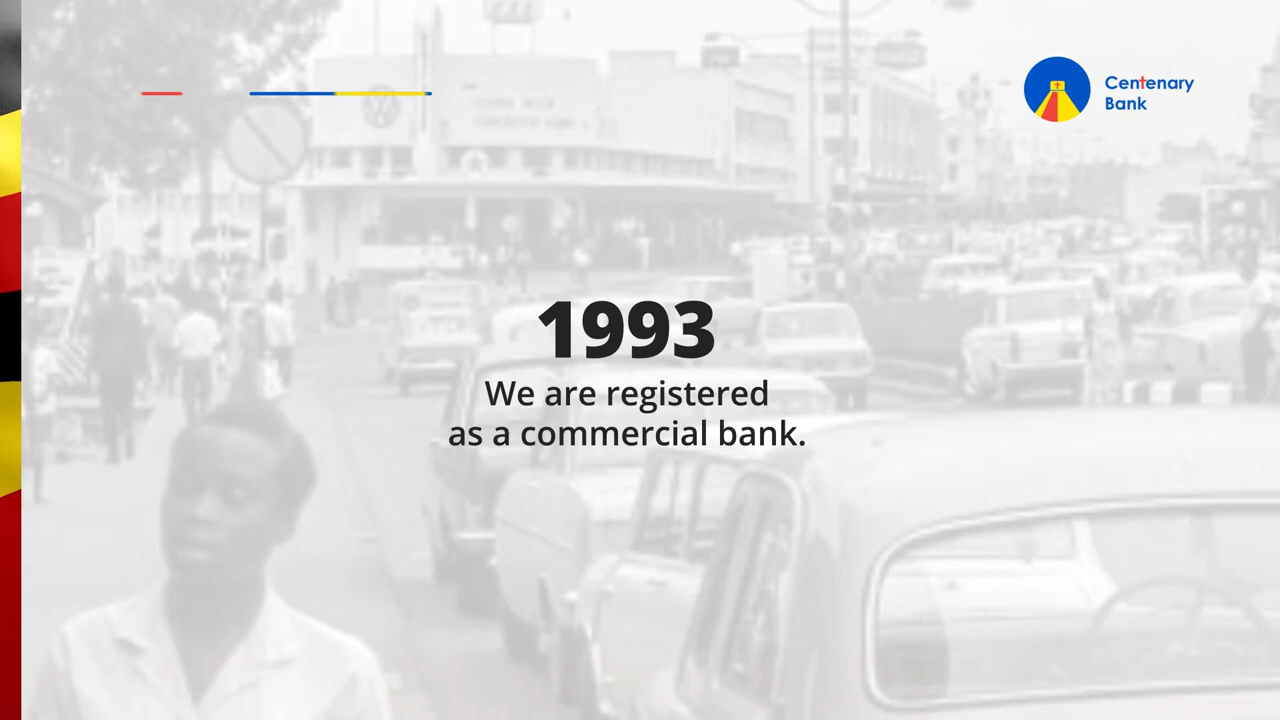 Centenary
Bank
1993
We are registered
as a commercial bank.